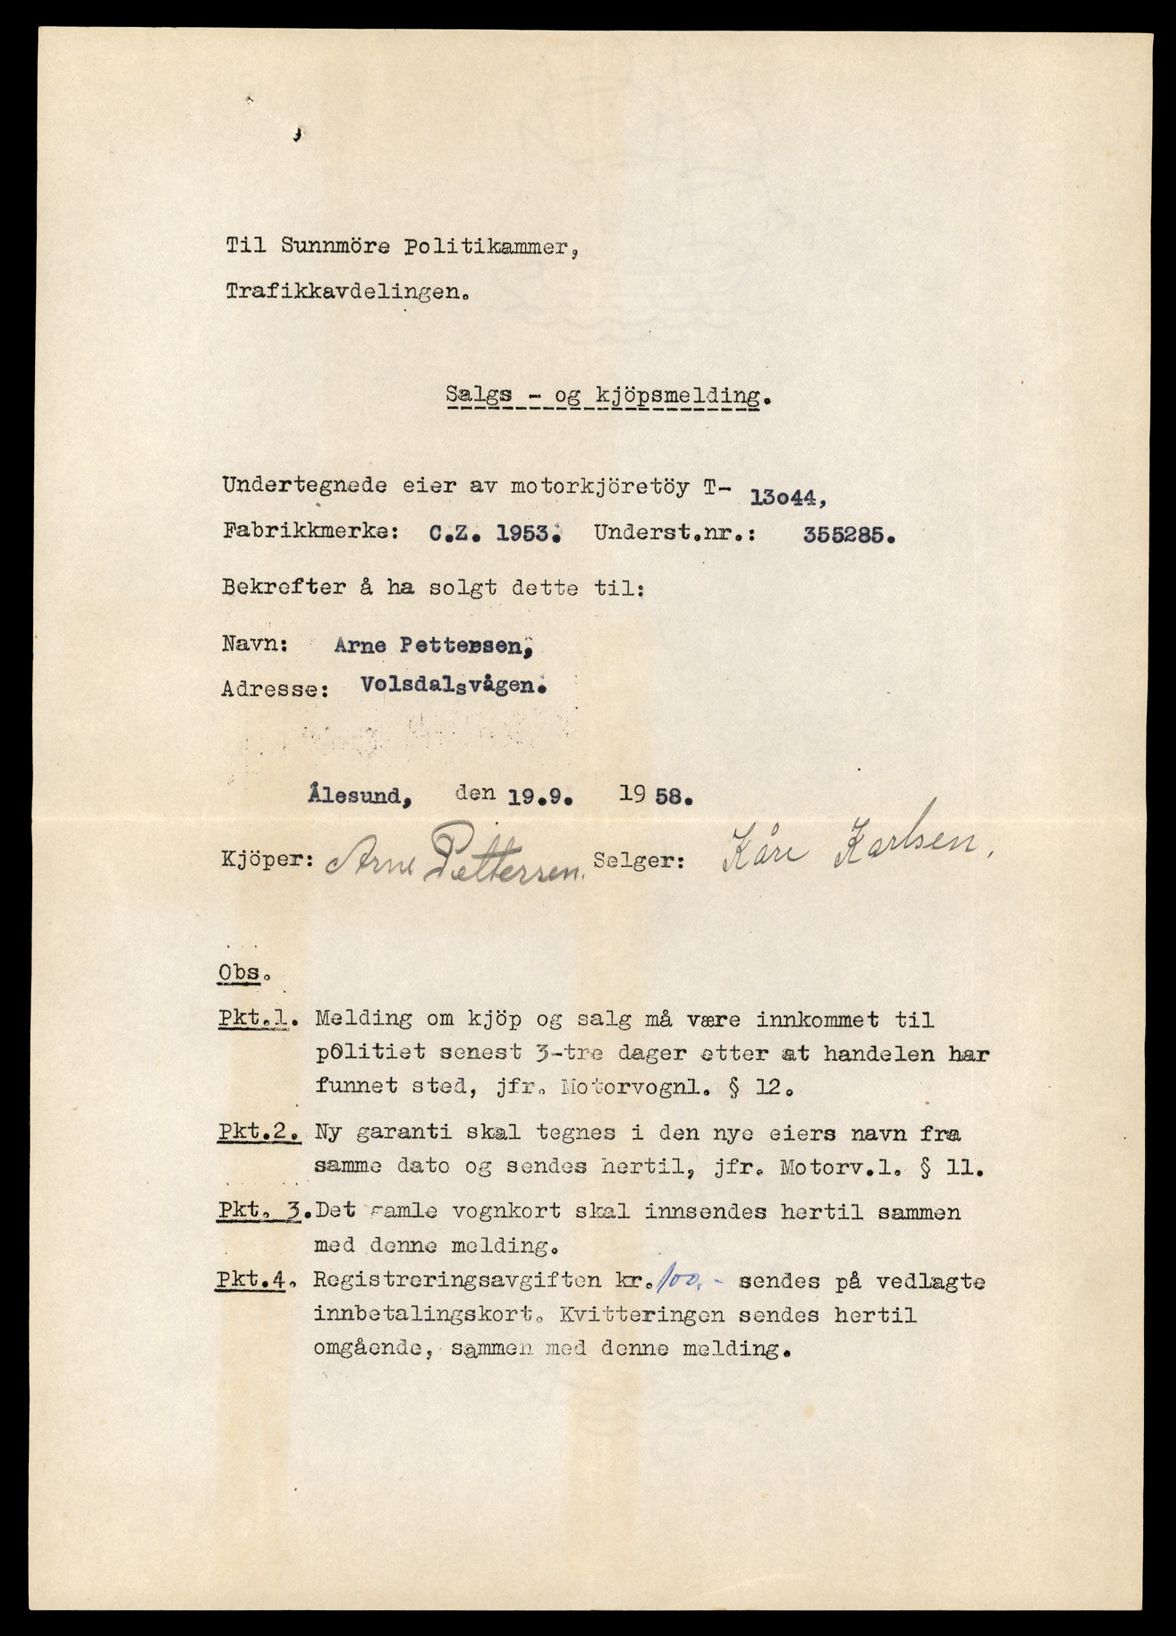 Til Sunnmöre Politikammer,
Trafikkavdelingen.
Salgs - og kjöpsmelding.
Undertegnede eier av motorkjöretöy T- 13o44,
Fabrikkmerke: C.Z. 1953. Underst.nr.: 355285.
Bekrefter å ha solgt dette til:
Navn: Arne Pettersen,
Adresse: Volsdalsvågen.
Ålesund, den 19.9. 1958.
Kjöper: Arne Pettersen. Selger: Kåre Karlsen.
Obs.
Pkt.1. Melding om kjöp og salg må være innkommet til
politiet senest 3-tre dager etter at handelen har
funnet sted, jfr. Motorvognl. § 12.
Pkt.2. Ny garanti skal tegnes i den nye eiers navn fra
samme dato og sendes hertil, jfr. Motorv.l. § 11.
Pkt. 3.Det gamle vognkort skal innsendes hertil sammen
med denne melding.
Pkt.4. Registreringsavgiften kr. 100,- sendes på vedlagte
innbetalingskort. Kvitteringen sendes hertil
omgående, sammen med denne melding.